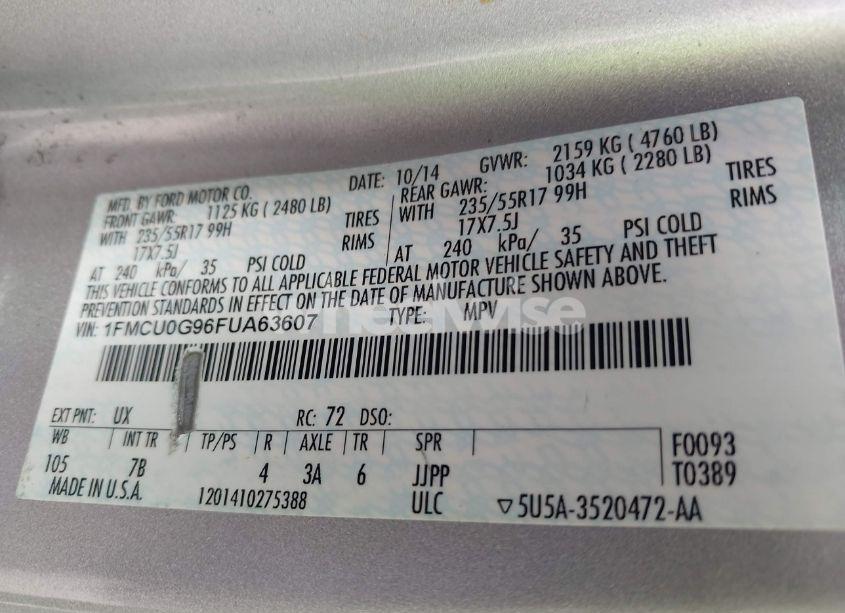 MFD. BY FORD MOTOR CO. DATE: 10/14 GVWR: 2159 KG ( 4760 LB)
FRONT GAWR: 1125 KG ( 2480 LB) REAR GAWR: 1034 KG ( 2280 LB)
WITH 235/55R17 99H TIRES WITH 235/55R17 99H TIRES
17X7.5J RIMS 17X7.5J RIMS
AT 240 kPa/ 35 PSI COLD AT 240 kPa/ 35 PSI COLD
THIS VEHICLE CONFORMS TO ALL APPLICABLE FEDERAL MOTOR VEHICLE SAFETY AND THEFT
PREVENTION STANDARDS IN EFFECT ON THE DATE OF MANUFACTURE SHOWN ABOVE.
VIN: 1FMCU0G96FUA63607 TYPE: MPV
EXT PNT: UX RC: 72 DSO:
WB INT TR TP/PS R AXLE TR SPR F0093
105 7B 4 3A 6 JJPP T0389
MADE IN U.S.A. 1201410275388 ULC ▽5U5A-3520472-AA